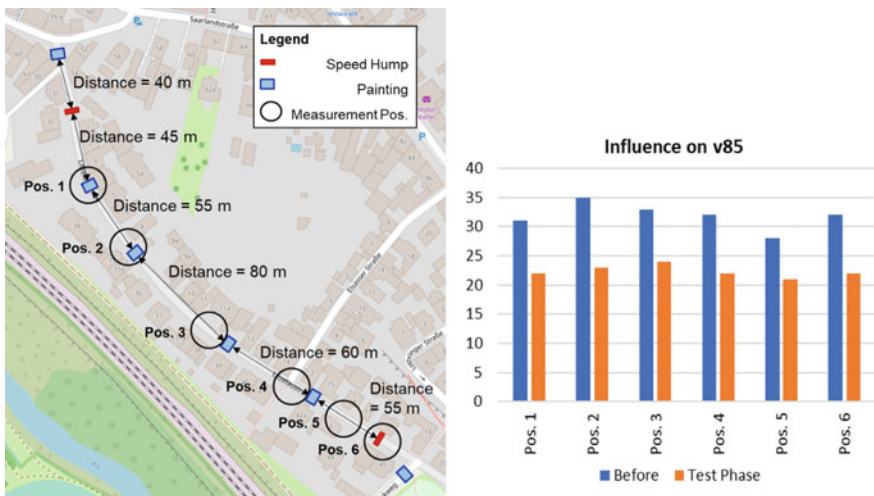 restaurant
Saarlandstraße
Legend
Speed Hump
Painting
Measurement Pos.
Distance = 40 m
Distance = 45 m
Pos. 1
Distance = 55 m
Pos. 2
Distance = 80 m
Elsässer Straße
Pos. 3
Distance = 60 m
Pos. 4
Distance
= 55 m
Pos. 5
Pos. 6
P
Influence on v85
40
35
30
25
20
15
10
5
0
Pos. 1
Pos. 2
Pos. 3
Pos. 4
Pos. 5
Pos. 6
Before
Test Phase